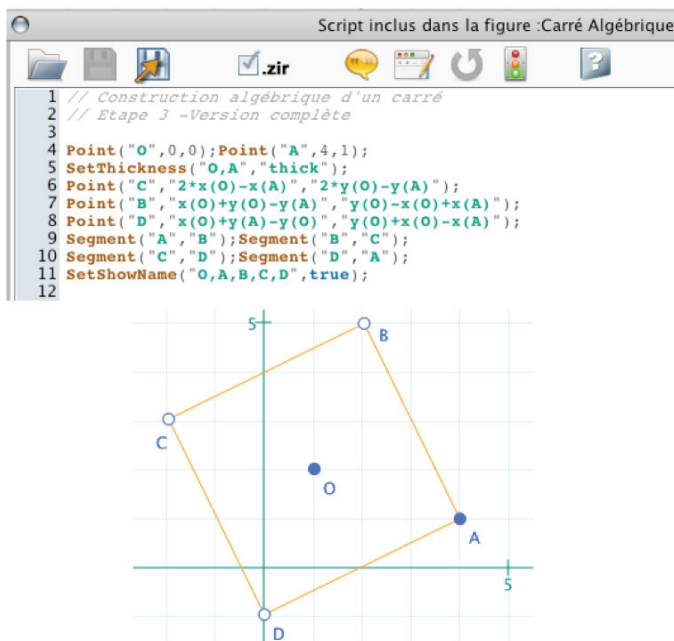 Script inclus dans la figure :Carré Algébrique
.zir
1 // Construction algébrique d'un carré
2 // Etape 3 -Version complète
3
4 Point("O",0,0);Point("A",4,1);
5 SetThickness("O,A","thick");
6 Point("C","2*x(O)-x(A)","2*y(O)-y(A)");
7 Point("B","x(O)+y(O)-y(A)","y(O)-x(O)+x(A)");
8 Point("D","x(O)+y(A)-y(O)","y(O)+x(O)-x(A)");
9 Segment("A","B");Segment("B","C");
10 Segment("C","D");Segment("D","A");
11 SetShowName("O,A,B,C,D",true);
12
5
B
C
O
A
5
D